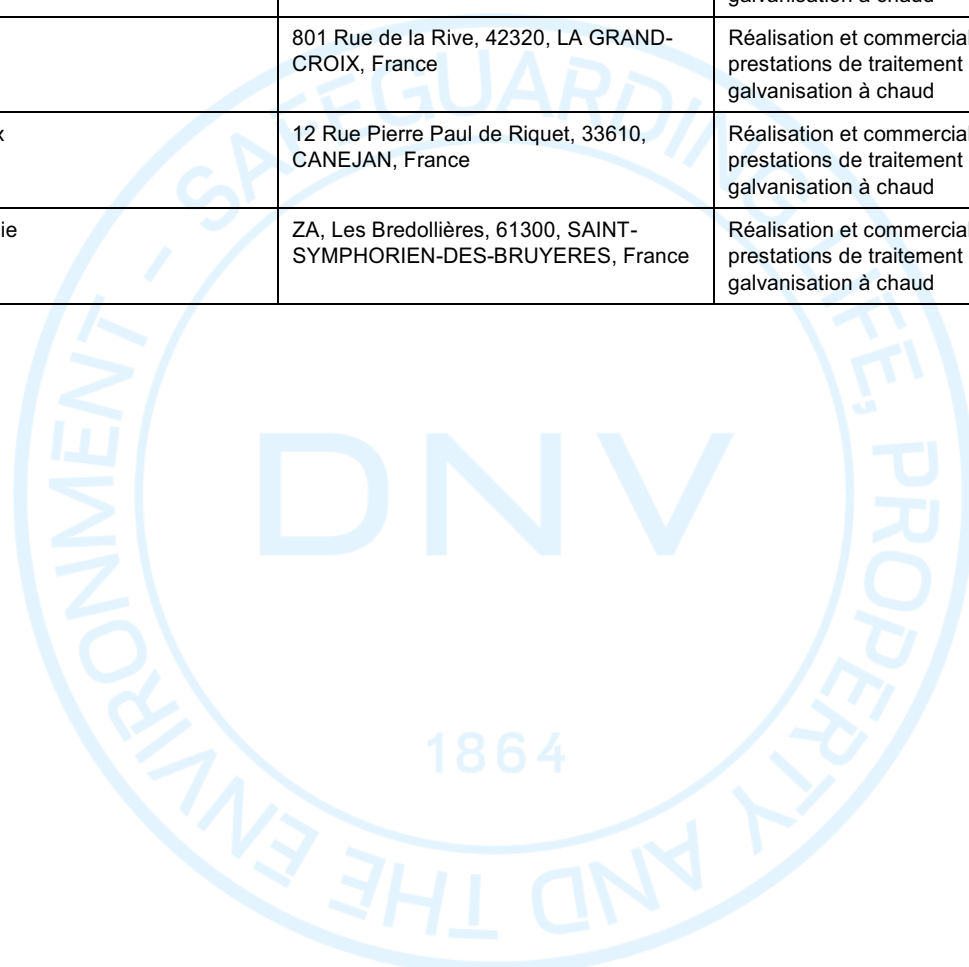 galvanisation à chaud
801 Rue de la Rive, 42320, LA GRAND-
CROIX, France
Réalisation et commercial
prestations de traitement
galvanisation à chaud
x
12 Rue Pierre Paul de Riquet, 33610,
CANEJAN, France
Réalisation et commercial
prestations de traitement
galvanisation à chaud
ie
ZA, Les Bredollières, 61300, SAINT-
SYMPHORIEN-DES-BRUYERES, France
Réalisation et commercial
prestations de traitement
galvanisation à chaud
SAFEGUARDING LIFE, PROPERTY AND THE ENVIRONMENT -
DNV
1864